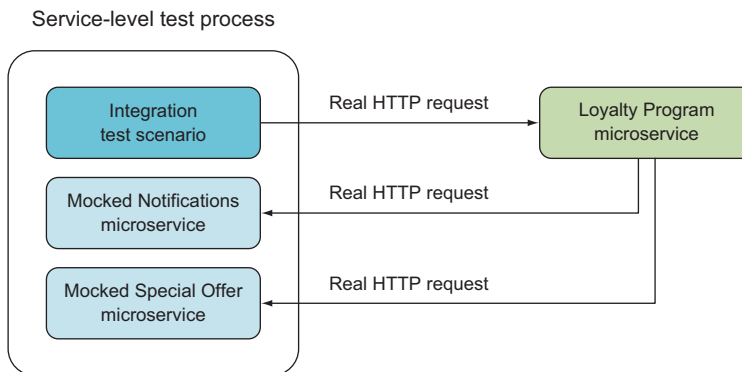 Service-level test process
Integration
test scenario
Real HTTP request
Loyalty Program
microservice
Mocked Notifications
microservice
Real HTTP request
Mocked Special Offer
microservice
Real HTTP request